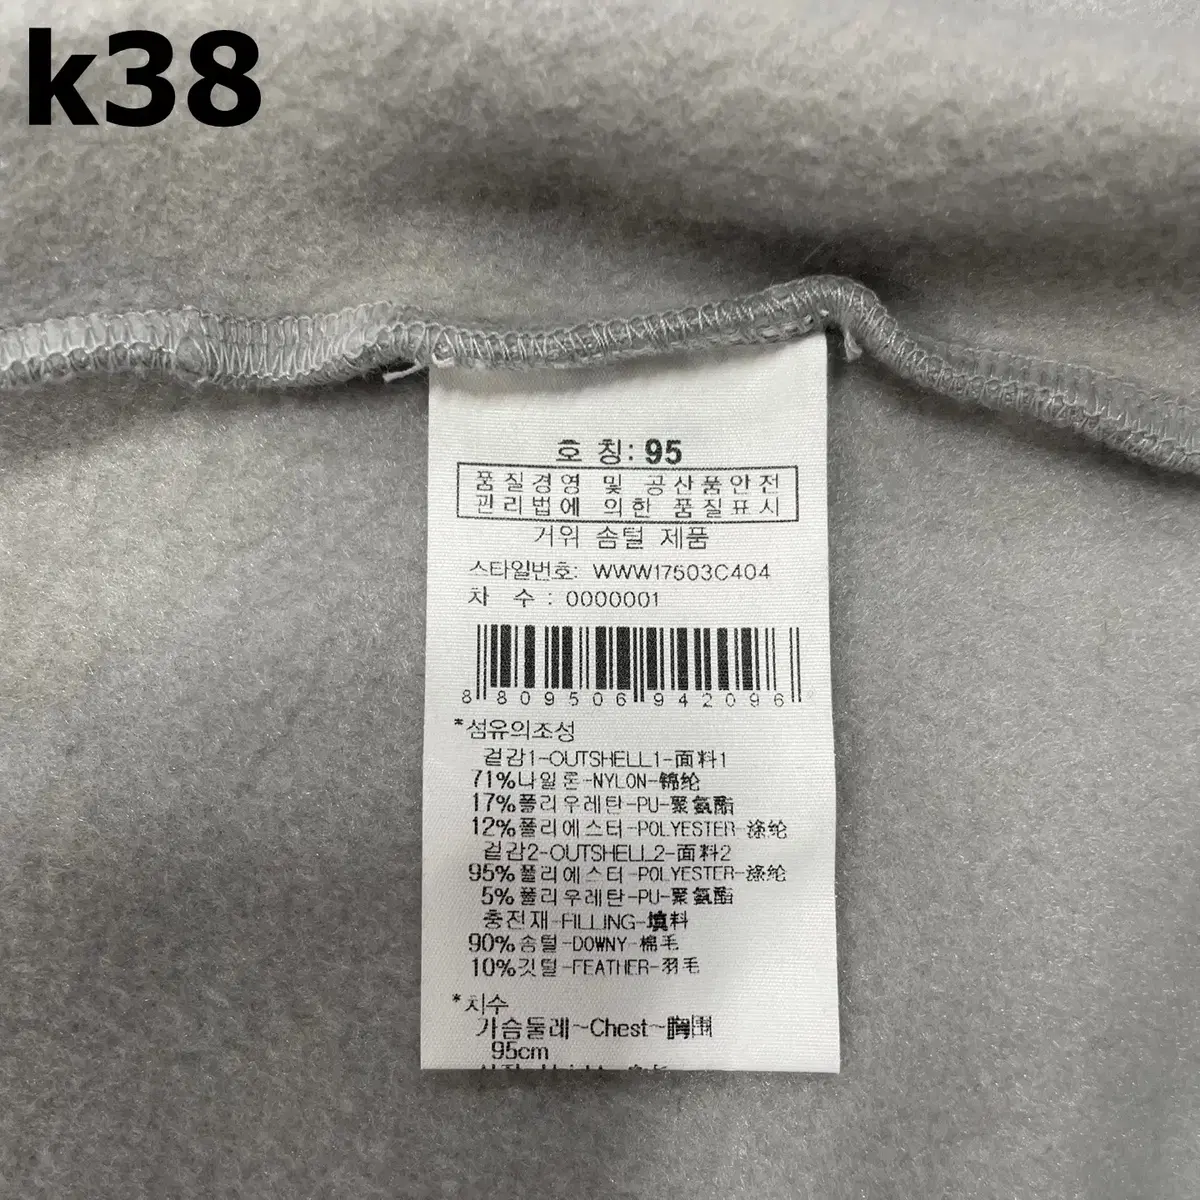 k38
호 칭: 95
품질경영 및 공산품안전
관리법에 의한 품질표시
거위 솜털 제품
스타일번호: WWW17503C404
차 수 : 0000001
8 809506 942096
*섬유의조성
겉감1-OUTSHELL1-面料1
71%나일론-NYLON-锦纶
17%폴리우레탄-PU-聚氨酯
12%폴리에스터-POLYESTER-涤纶
겉감2-OUTSHELL2-面料2
95%폴리에스터-POLYESTER-涤纶
5%폴리우레탄-PU-聚氨酯
충전재-FILLING-填料
90%솜털-DOWNY-棉毛
10%깃털-FEATHER-羽毛
*치수
가슴둘레~Chest~胸围
95cm